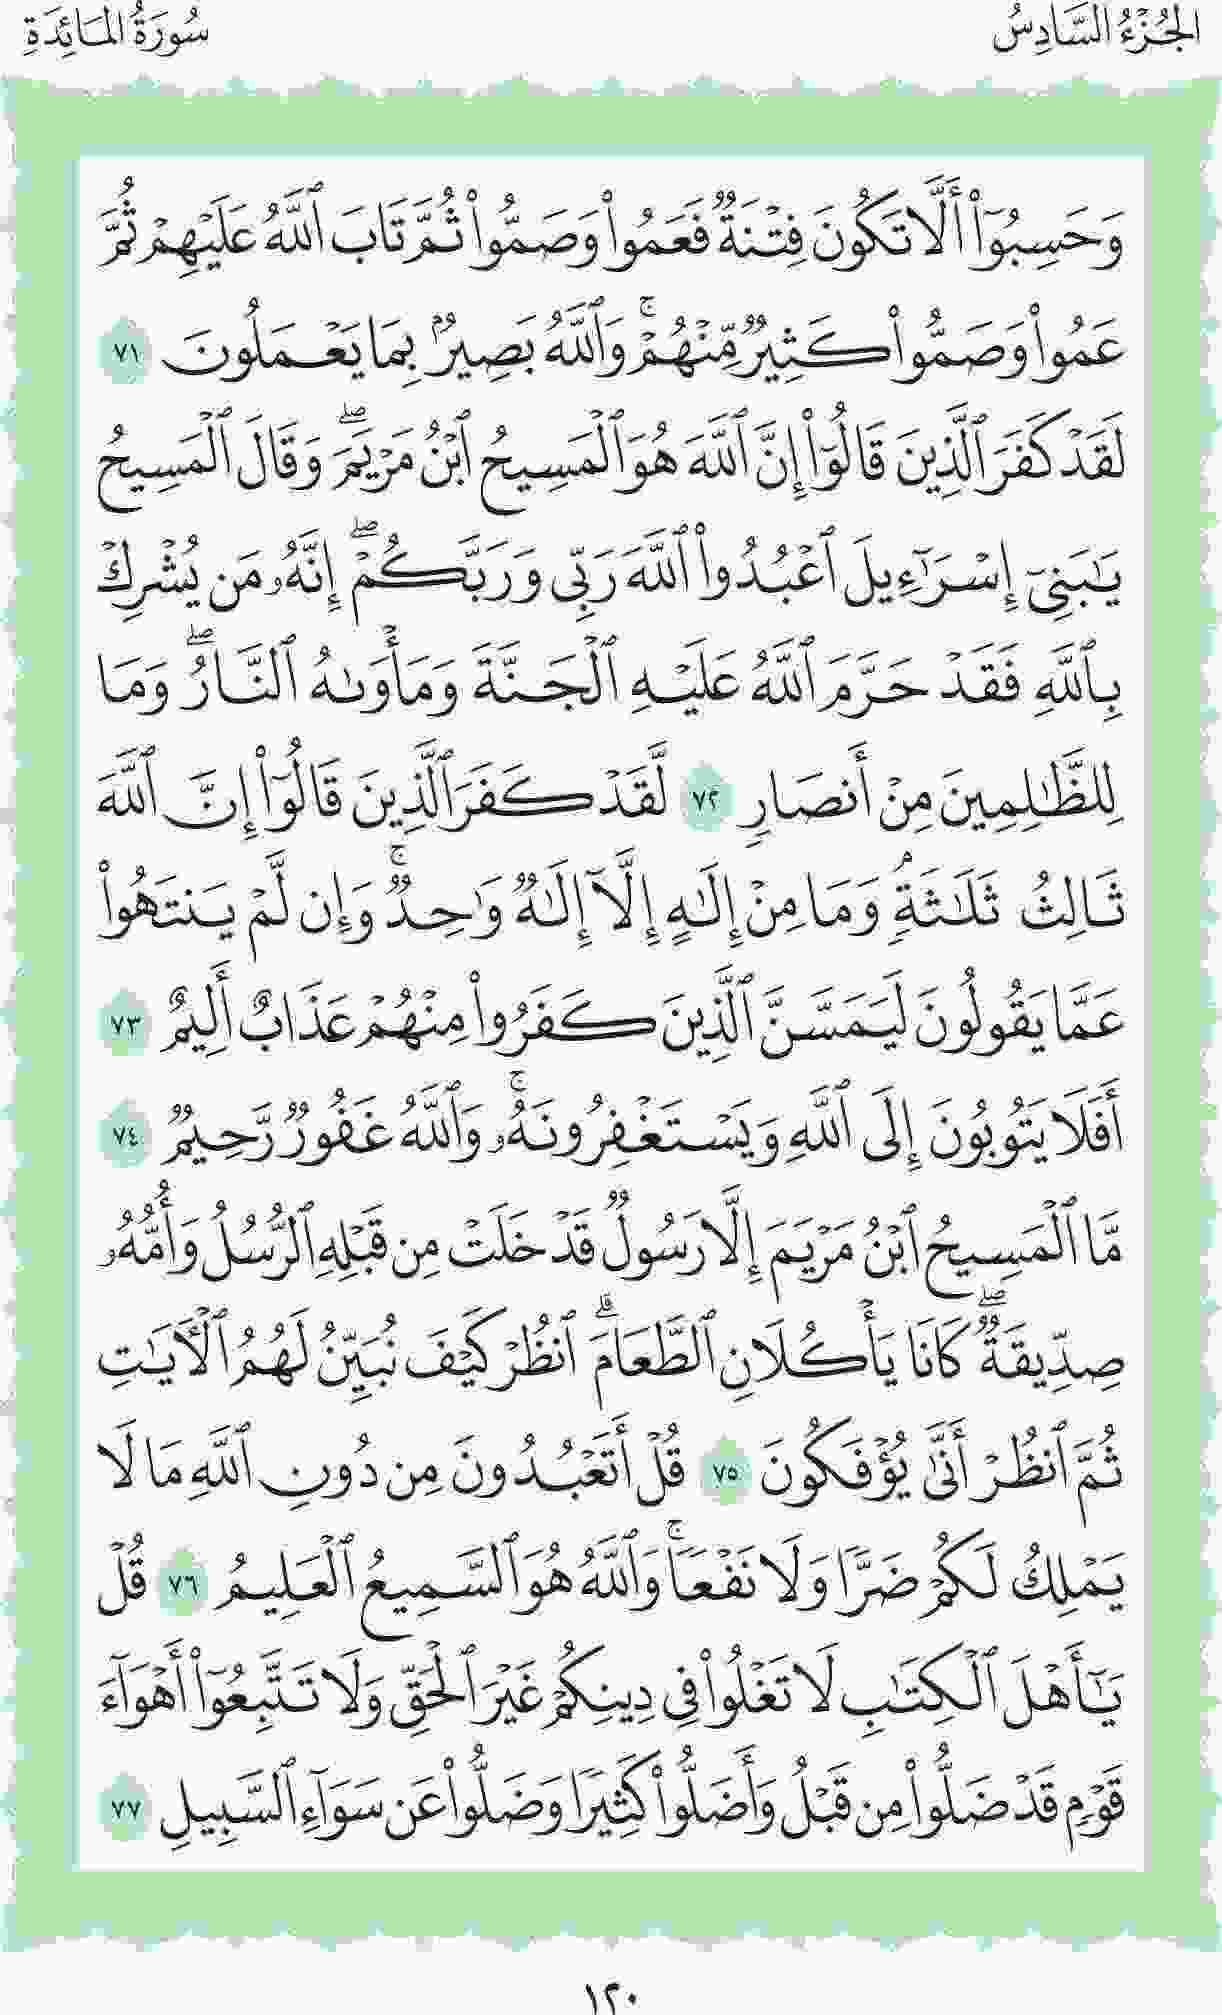 الجُزْءُ السَّادِسُ سُورَةُ المَائِدَةِ
وَحَسِبُوٓا۟ أَلَّا تَكُونَ فِتْنَةٌ فَعَمُوا۟ وَصَمُّوا۟ ثُمَّ تَابَ ٱللَّهُ عَلَيْهِمْ ثُمَّ
عَمُوا۟ وَصَمُّوا۟ كَثِيرٌ مِّنْهُمْ ۚ وَٱللَّهُ بَصِيرٌۢ بِمَا يَعْمَلُونَ ٧١
لَقَدْ كَفَرَ ٱلَّذِينَ قَالُوٓا۟ إِنَّ ٱللَّهَ هُوَ ٱلْمَسِيحُ ٱبْنُ مَرْيَمَ ۖ وَقَالَ ٱلْمَسِيحُ
يَـٰبَنِىٓ إِسْرَٰٓءِيلَ ٱعْبُدُوا۟ ٱللَّهَ رَبِّى وَرَبَّكُمْ ۖ إِنَّهُۥ مَن يُشْرِكْ
بِٱللَّهِ فَقَدْ حَرَّمَ ٱللَّهُ عَلَيْهِ ٱلْجَنَّةَ وَمَأْوَىٰهُ ٱلنَّارُ ۖ وَمَا
لِلظَّـٰلِمِينَ مِنْ أَنصَارٍ ٧٢ لَّقَدْ كَفَرَ ٱلَّذِينَ قَالُوٓا۟ إِنَّ ٱللَّهَ
ثَالِثُ ثَلَـٰثَةٍ ۘ وَمَا مِنْ إِلَـٰهٍ إِلَّآ إِلَـٰهٌ وَٰحِدٌ ۚ وَإِن لَّمْ يَنتَهُوا۟
عَمَّا يَقُولُونَ لَيَمَسَّنَّ ٱلَّذِينَ كَفَرُوا۟ مِنْهُمْ عَذَابٌ أَلِيمٌ ٧٣
أَفَلَا يَتُوبُونَ إِلَى ٱللَّهِ وَيَسْتَغْفِرُونَهُۥ ۚ وَٱللَّهُ غَفُورٌ رَّحِيمٌ ٧٤
مَّا ٱلْمَسِيحُ ٱبْنُ مَرْيَمَ إِلَّا رَسُولٌ قَدْ خَلَتْ مِن قَبْلِهِ ٱلرُّسُلُ وَأُمُّهُۥ
صِدِّيقَةٌ ۖ كَانَا يَأْكُلَانِ ٱلطَّعَامَ ۗ ٱنظُرْ كَيْفَ نُبَيِّنُ لَهُمُ ٱلْـَٔايَـٰتِ
ثُمَّ ٱنظُرْ أَنَّىٰ يُؤْفَكُونَ ٧٥ قُلْ أَتَعْبُدُونَ مِن دُونِ ٱللَّهِ مَا لَا
يَمْلِكُ لَكُمْ ضَرًّا وَلَا نَفْعًا ۚ وَٱللَّهُ هُوَ ٱلسَّمِيعُ ٱلْعَلِيمُ ٧٦ قُلْ
يَـٰٓأَهْلَ ٱلْكِتَـٰبِ لَا تَغْلُوا۟ فِى دِينِكُمْ غَيْرَ ٱلْحَقِّ وَلَا تَتَّبِعُوٓا۟ أَهْوَآءَ
قَوْمٍ قَدْ ضَلُّوا۟ مِن قَبْلُ وَأَضَلُّوا۟ كَثِيرًا وَضَلُّوا۟ عَن سَوَآءِ ٱلسَّبِيلِ ٧٧
١٢٠